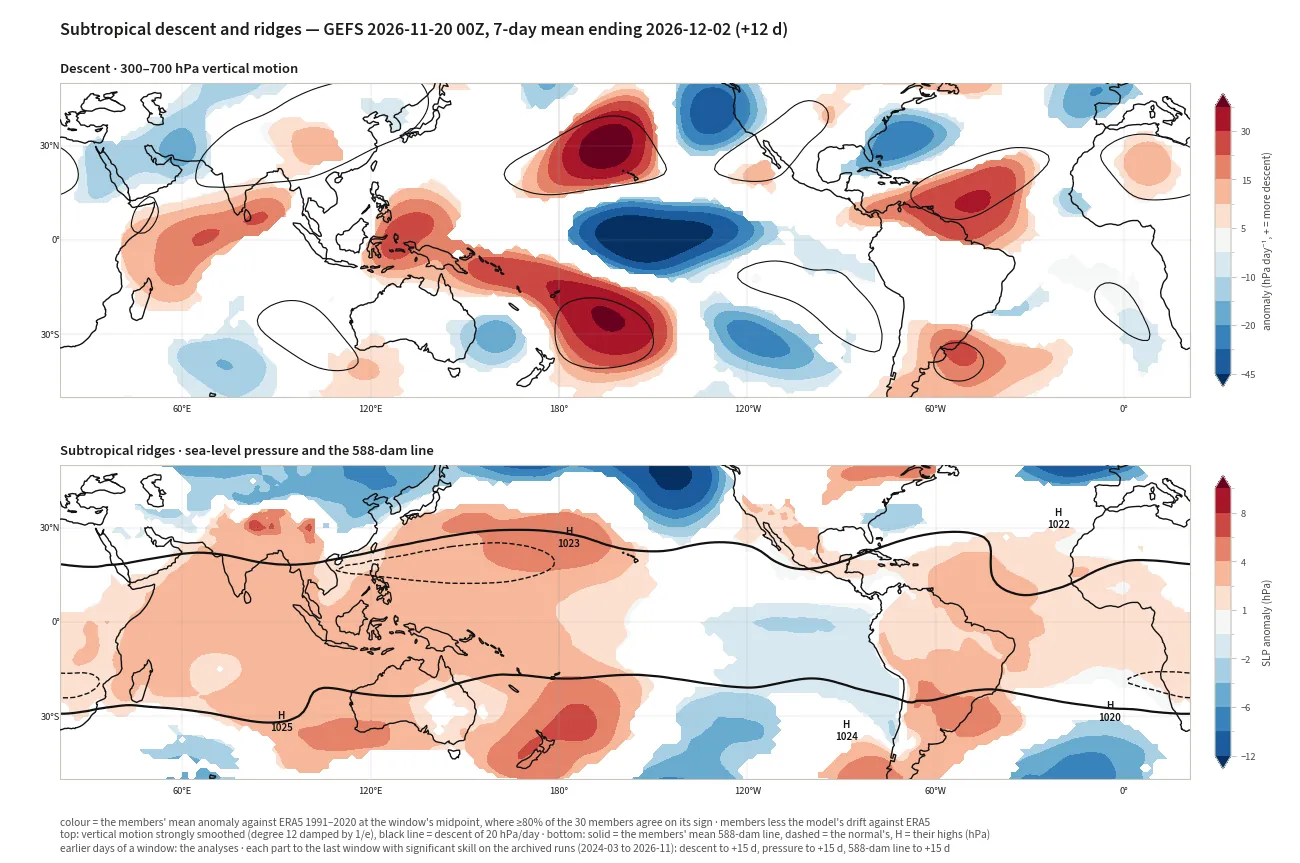 Subtropical descent and ridges — GEFS 2026-11-20 00Z, 7-day mean ending 2026-12-02 (+12 d)
Descent · 300–700 hPa vertical motion
30°N
0°
30°S
60°E
120°E
180°
120°W
60°W
0°
30
15
5
−10
−20
−45
anomaly (hPa day⁻¹, + = more descent)
Subtropical ridges · sea-level pressure and the 588-dam line
30°N
0°
30°S
H
1023
H
1022
H
1025
H
1024
H
1020
60°E
120°E
180°
120°W
60°W
0°
8
4
1
−2
−6
−12
SLP anomaly (hPa)
colour = the members' mean anomaly against ERA5 1991–2020 at the window's midpoint, where ≥80% of the 30 members agree on its sign · members less the model's drift against ERA5
top: vertical motion strongly smoothed (degree 12 damped by 1/e), black line = descent of 20 hPa/day · bottom: solid = the members' mean 588-dam line, dashed = the normal's, H = their highs (hPa)
earlier days of a window: the analyses · each part to the last window with significant skill on the archived runs (2024-03 to 2026-11): descent to +15 d, pressure to +15 d, 588-dam line to +15 d